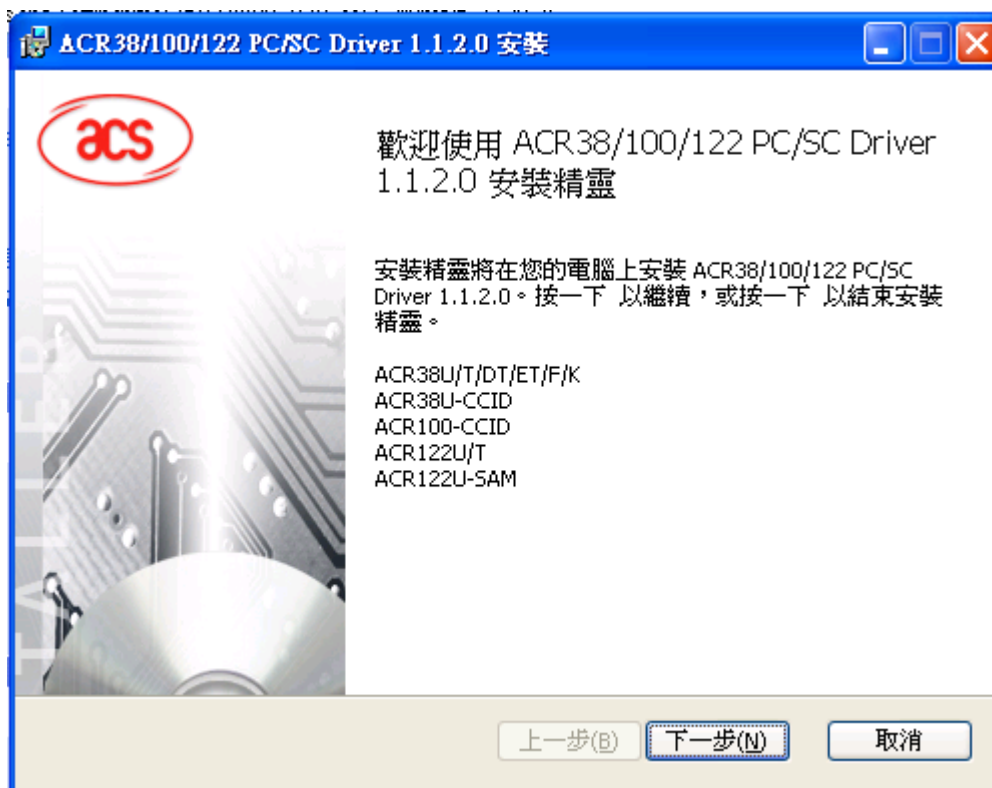 ACR38/100/122 PC/SC Driver 1.1.2.0 安裝
acs
歡迎使用 ACR38/100/122 PC/SC Driver
1.1.2.0 安裝精靈
安裝精靈將在您的電腦上安裝 ACR38/100/122 PC/SC
Driver 1.1.2.0。按一下 以繼續，或按一下 以結束安裝
精靈。
ACR38U/T/DT/ET/F/K
ACR38U-CCID
ACR100-CCID
ACR122U/T
ACR122U-SAM
上一步(B)
下一步(N)
取消